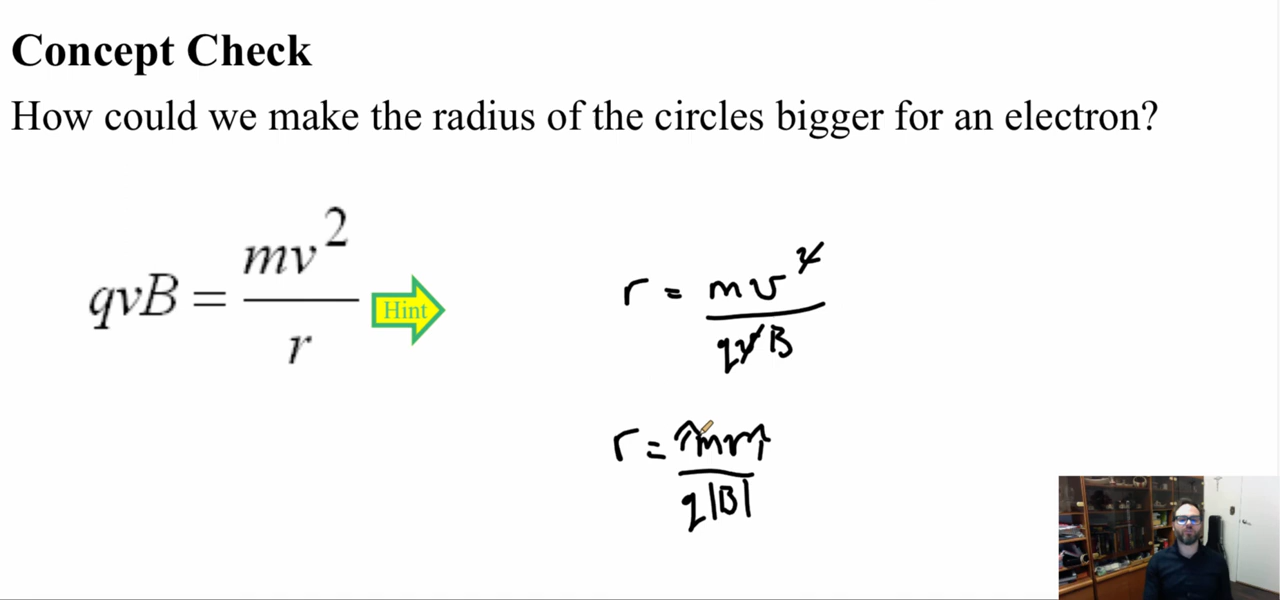 Concept Check
How could we make the radius of the circles bigger for an electron?
qvB = mv² / r
Hint
r = mv² / qvB
r = ↑mv↑ / q|B|